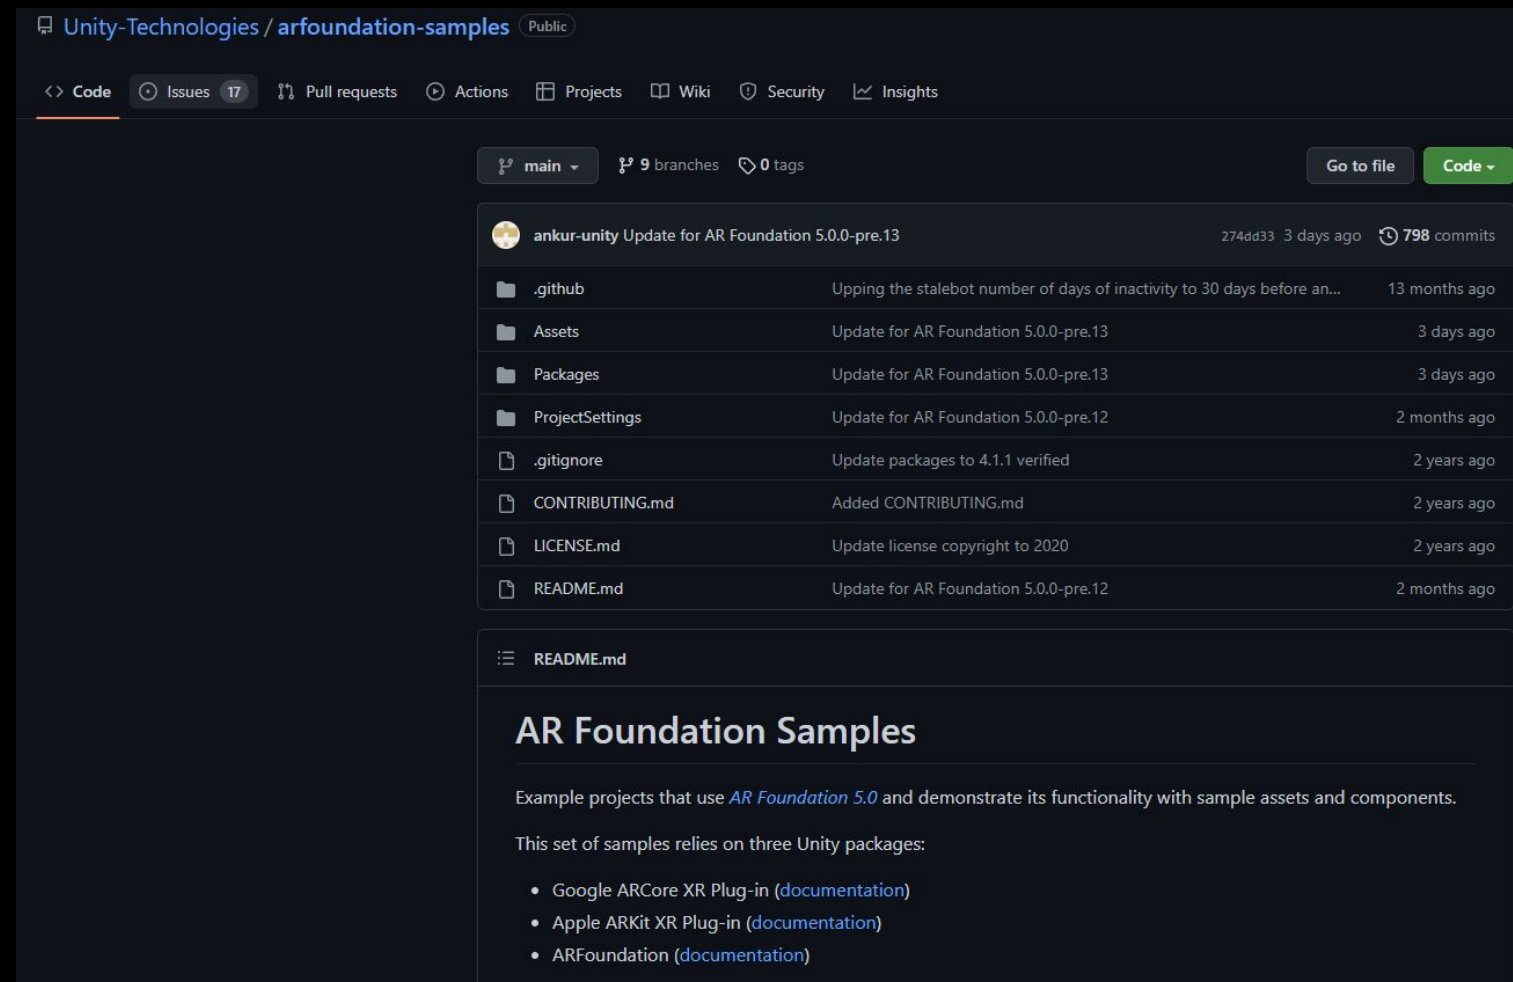 Unity-Technologies / arfoundation-samples Public
Code Issues 17 Pull requests Actions Projects Wiki Security Insights
main 9 branches 0 tags Go to file Code
ankur-unity Update for AR Foundation 5.0.0-pre.13 274dd33 3 days ago 798 commits
.github Upping the stalebot number of days of inactivity to 30 days before an... 13 months ago
Assets Update for AR Foundation 5.0.0-pre.13 3 days ago
Packages Update for AR Foundation 5.0.0-pre.13 3 days ago
ProjectSettings Update for AR Foundation 5.0.0-pre.12 2 months ago
.gitignore Update packages to 4.1.1 verified 2 years ago
CONTRIBUTING.md Added CONTRIBUTING.md 2 years ago
LICENSE.md Update license copyright to 2020 2 years ago
README.md Update for AR Foundation 5.0.0-pre.12 2 months ago
README.md
AR Foundation Samples
Example projects that use AR Foundation 5.0 and demonstrate its functionality with sample assets and components.
This set of samples relies on three Unity packages:
• Google ARCore XR Plug-in (documentation)
• Apple ARKit XR Plug-in (documentation)
• ARFoundation (documentation)